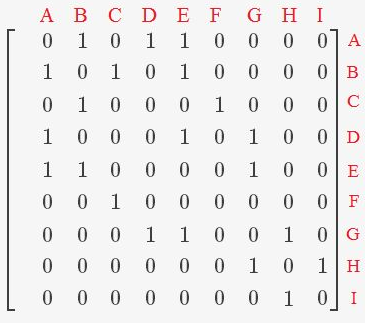 A B C D E F G H I
0 1 0 1 1 0 0 0 0 A
1 0 1 0 1 0 0 0 0 B
0 1 0 0 0 1 0 0 0 C
1 0 0 0 1 0 1 0 0 D
1 1 0 0 0 0 1 0 0 E
0 0 1 0 0 0 0 0 0 F
0 0 0 1 1 0 0 1 0 G
0 0 0 0 0 0 1 0 1 H
0 0 0 0 0 0 0 1 0 I